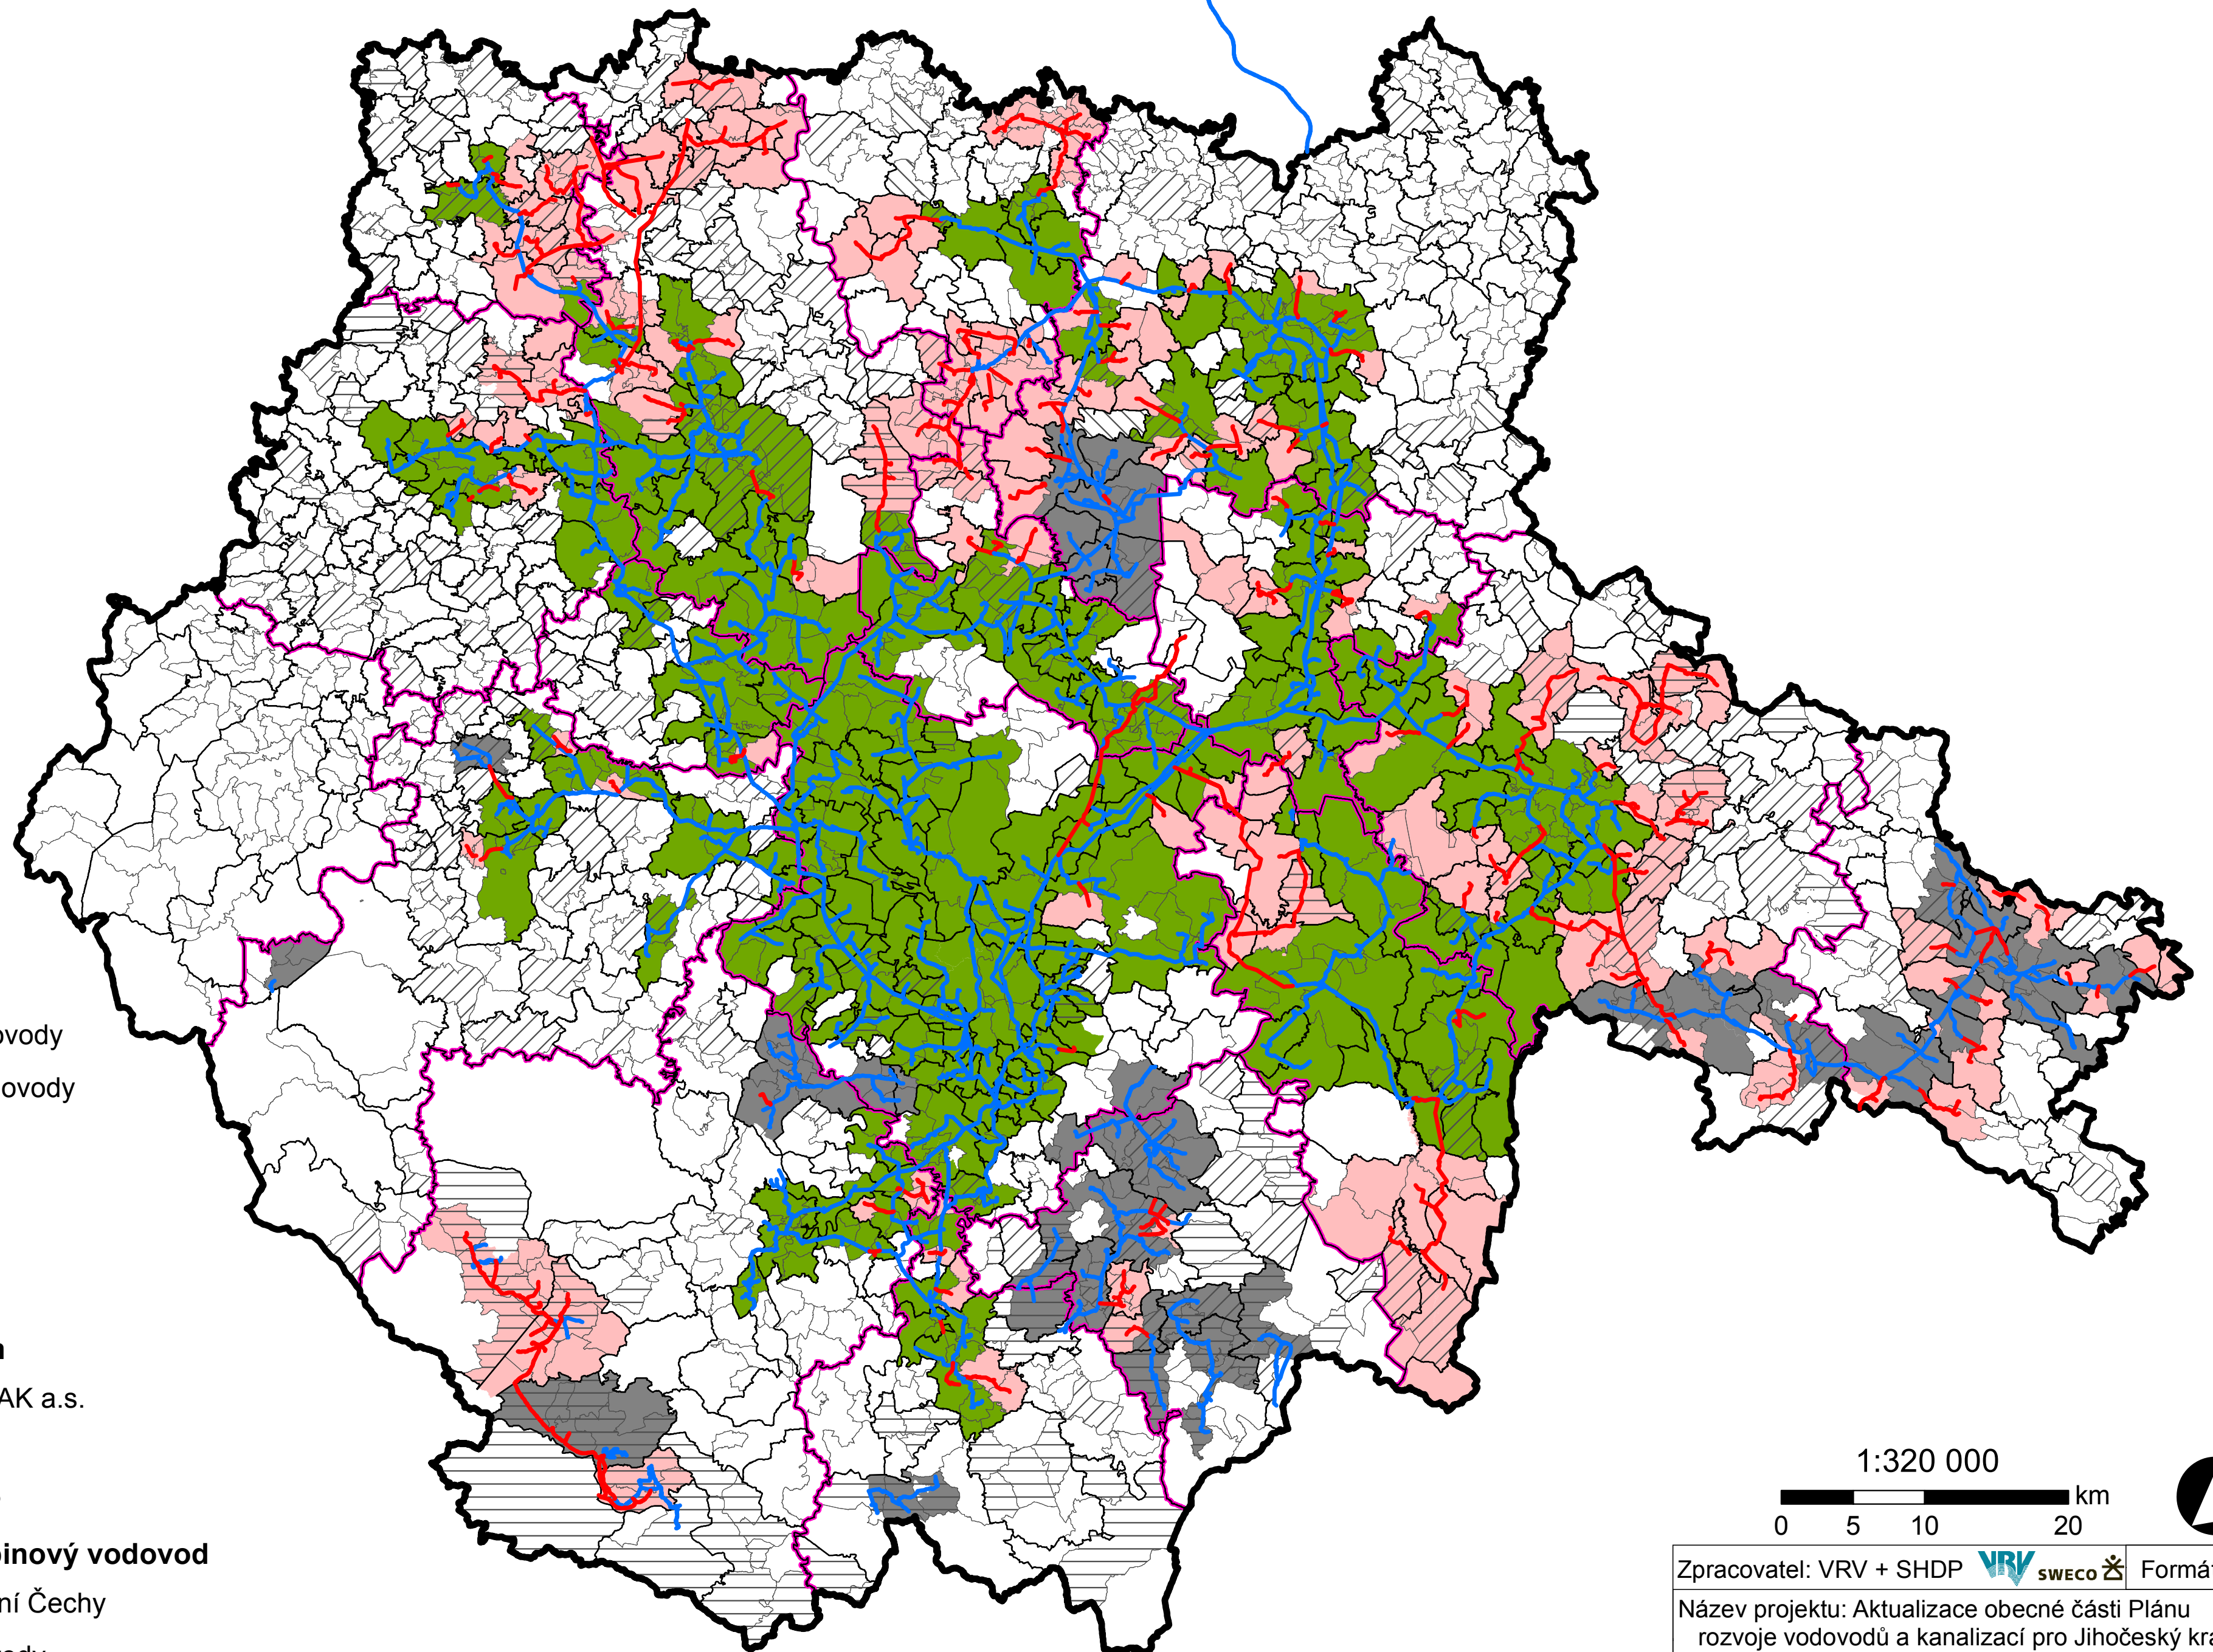 ovody
ovody
AK a.s.
inový vodovod
ní Čechy
1:320 000
km
0 5 10 20
Zpracovatel: VRV + SHDP VRV SWECO Formát
Název projektu: Aktualizace obecné části Plánu
rozvoje vodovodů a kanalizací pro Jihočeský kra